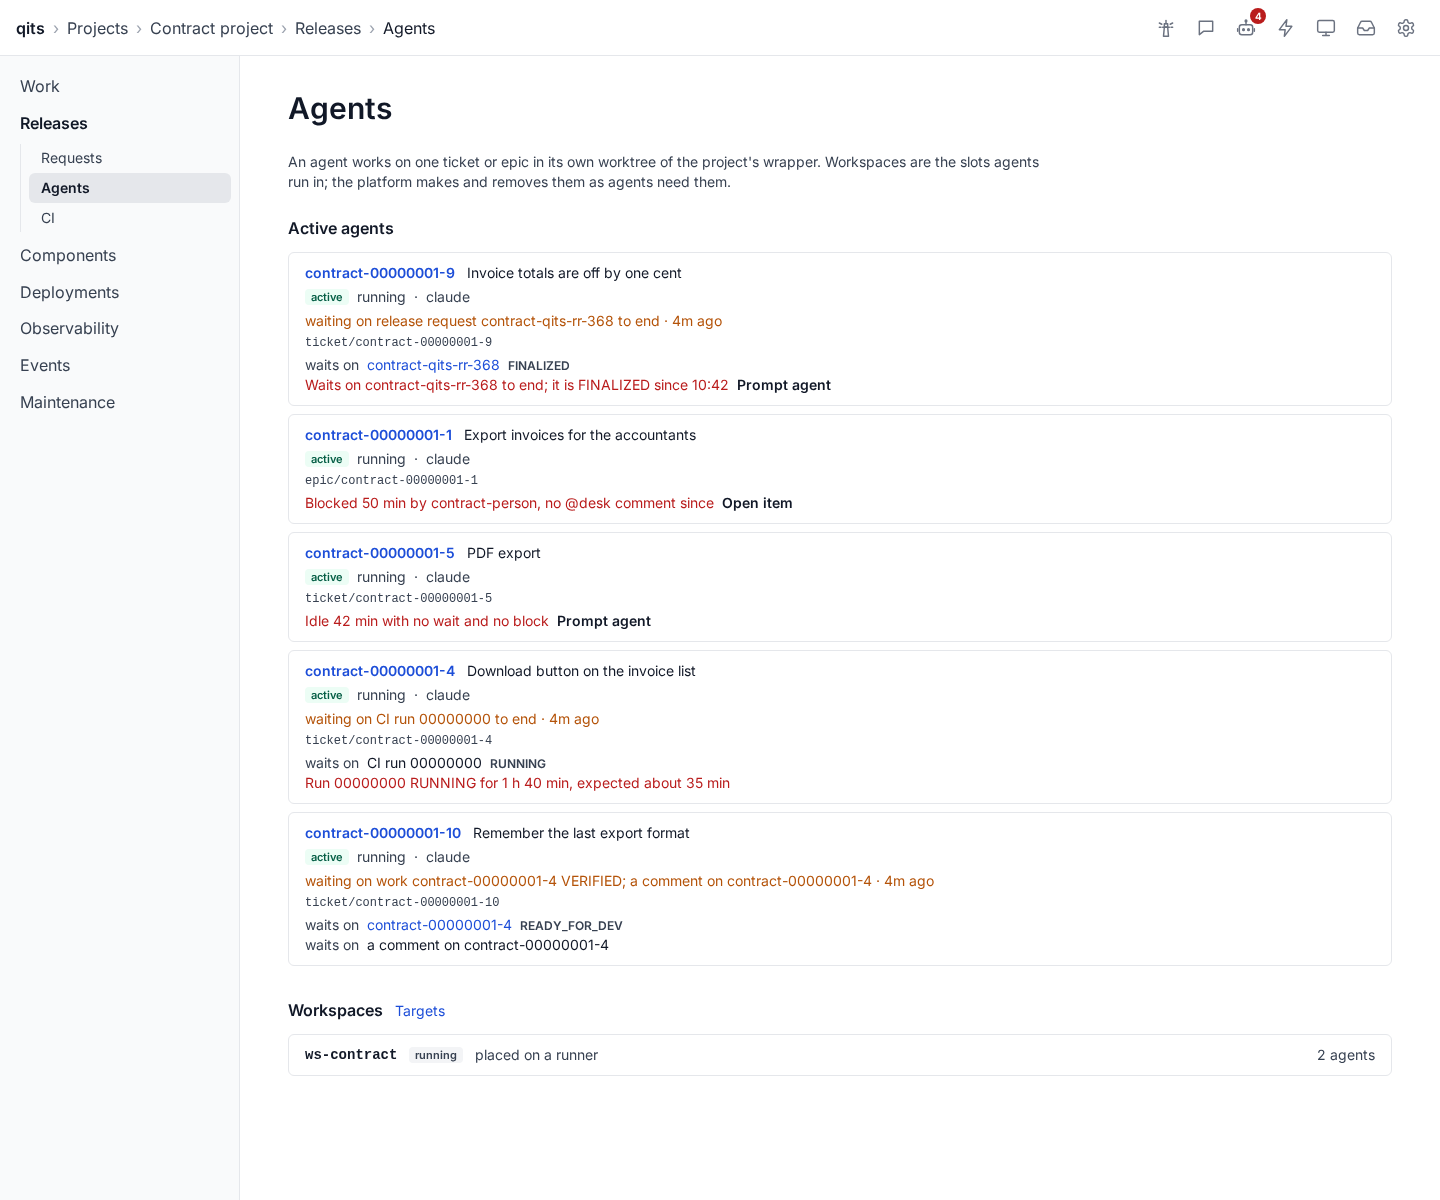 qits › Projects › Contract project › Releases › Agents
4
Work
Releases
Requests
Agents
CI
Components
Deployments
Observability
Events
Maintenance
Agents
An agent works on one ticket or epic in its own worktree of the project's wrapper. Workspaces are the slots agents
run in; the platform makes and removes them as agents need them.
Active agents
contract-00000001-9 Invoice totals are off by one cent
active running · claude
waiting on release request contract-qits-rr-368 to end · 4m ago
ticket/contract-00000001-9
waits on contract-qits-rr-368 FINALIZED
Waits on contract-qits-rr-368 to end; it is FINALIZED since 10:42 Prompt agent
contract-00000001-1 Export invoices for the accountants
active running · claude
epic/contract-00000001-1
Blocked 50 min by contract-person, no @desk comment since Open item
contract-00000001-5 PDF export
active running · claude
ticket/contract-00000001-5
Idle 42 min with no wait and no block Prompt agent
contract-00000001-4 Download button on the invoice list
active running · claude
waiting on CI run 00000000 to end · 4m ago
ticket/contract-00000001-4
waits on CI run 00000000 RUNNING
Run 00000000 RUNNING for 1 h 40 min, expected about 35 min
contract-00000001-10 Remember the last export format
active running · claude
waiting on work contract-00000001-4 VERIFIED; a comment on contract-00000001-4 · 4m ago
ticket/contract-00000001-10
waits on contract-00000001-4 READY_FOR_DEV
waits on a comment on contract-00000001-4
Workspaces Targets
ws-contract running placed on a runner 2 agents